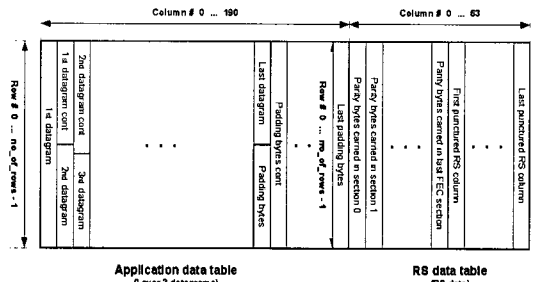 Column # 0 ... 190
Column # 0 ... 63
Row # 0 ... no_of_rows - 1
1st datagram
1st datagram cont
2nd datagram
2nd datagram cont
3rd datagram
. . .
Last datagram
Padding bytes
Padding bytes cont
. . .
Row # 0 ... no_of_rows - 1
Last padding bytes
Parity bytes carried in section 0
Parity bytes carried in section 1
. . .
Parity bytes carried in last FEC section
First punctured RS column
. . .
Last punctured RS column
Application data table
RS data table